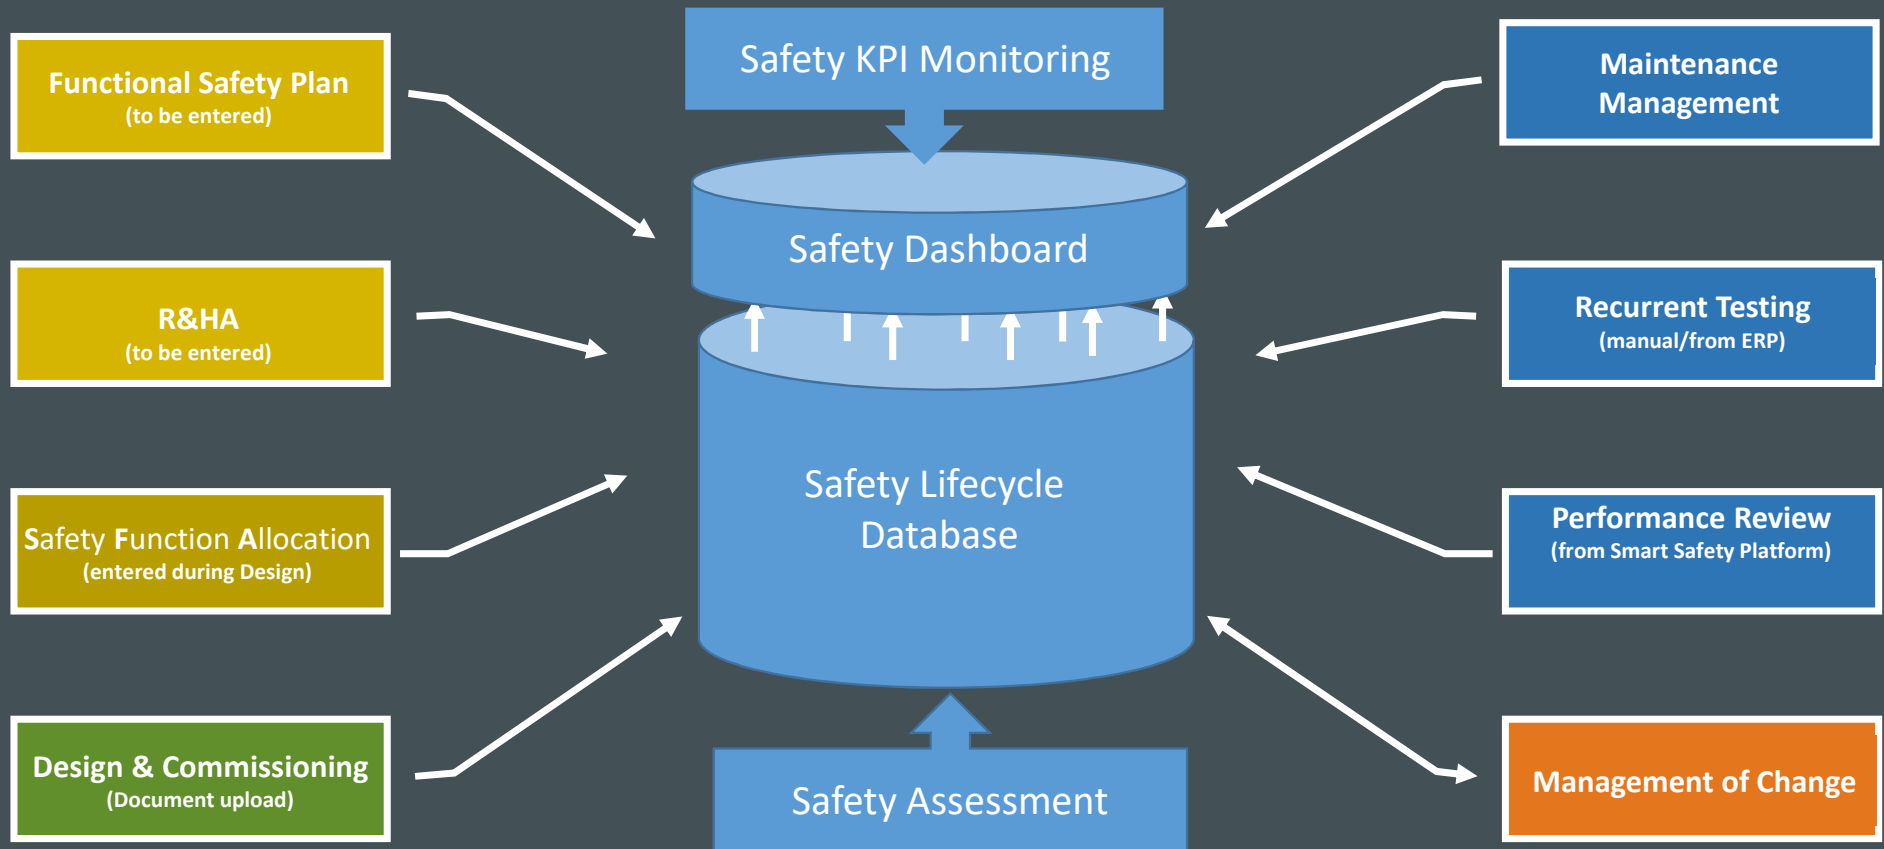 Functional Safety Plan
(to be entered)
R&HA
(to be entered)
Safety Function Allocation
(entered during Design)
Design & Commissioning
(Document upload)
Safety KPI Monitoring
Safety Dashboard
Safety Lifecycle
Database
Safety Assessment
Maintenance
Management
Recurrent Testing
(manual/from ERP)
Performance Review
(from Smart Safety Platform)
Management of Change